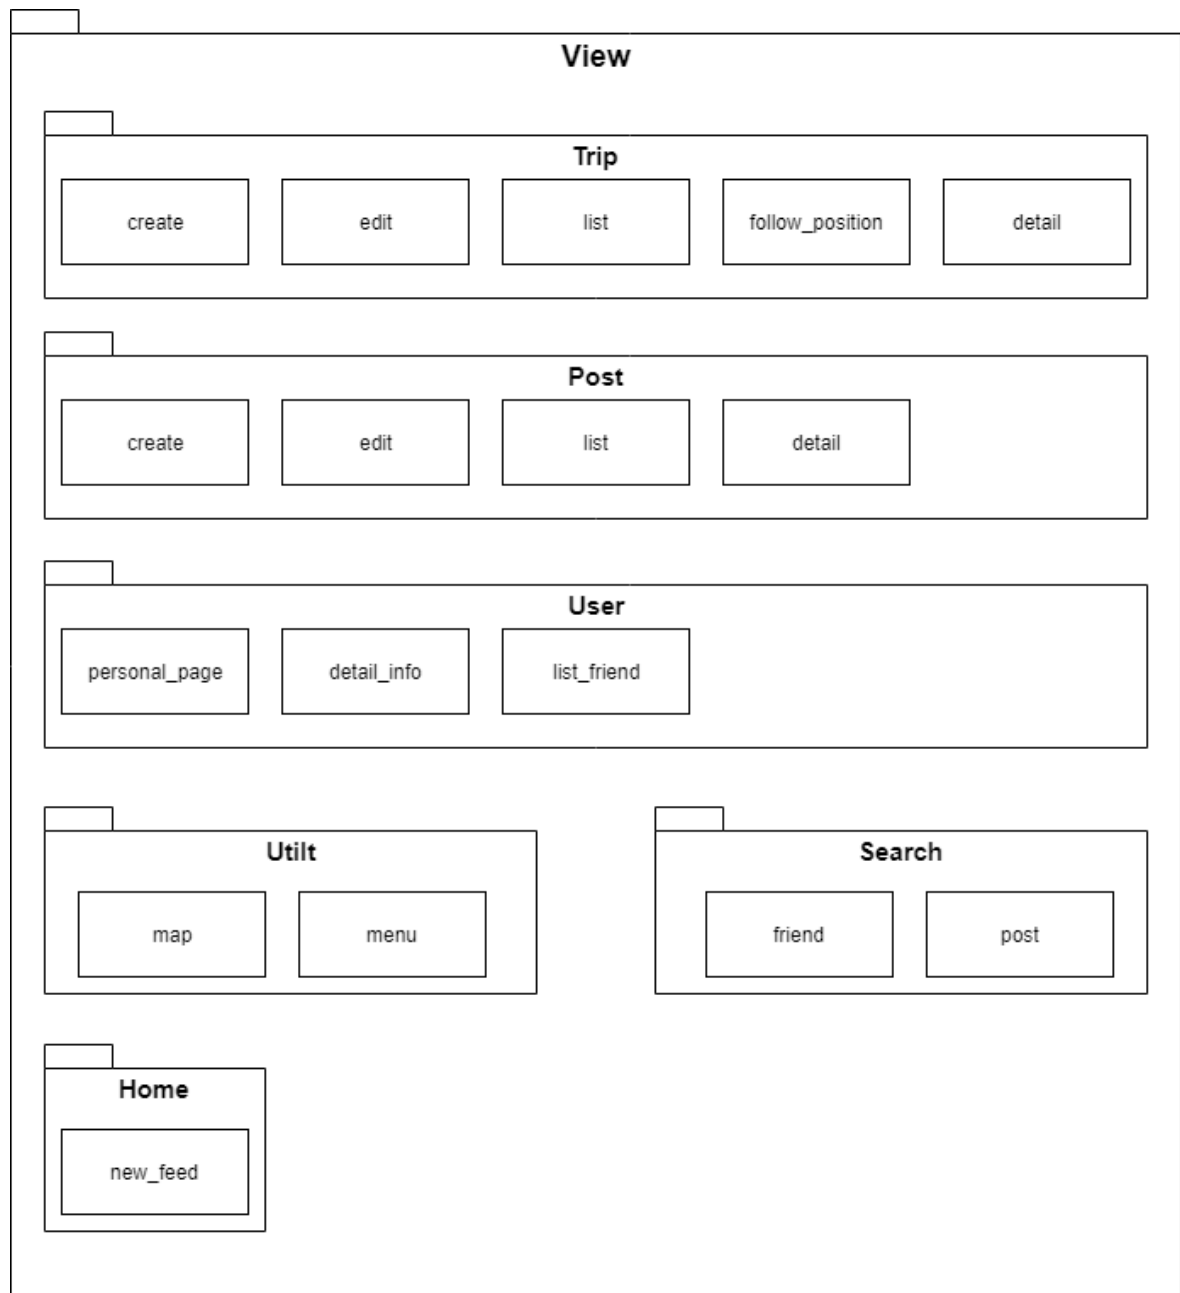 View
Trip
create
edit
list
follow_position
detail
Post
create
edit
list
detail
User
personal_page
detail_info
list_friend
Utilt
map
menu
Search
friend
post
Home
new_feed